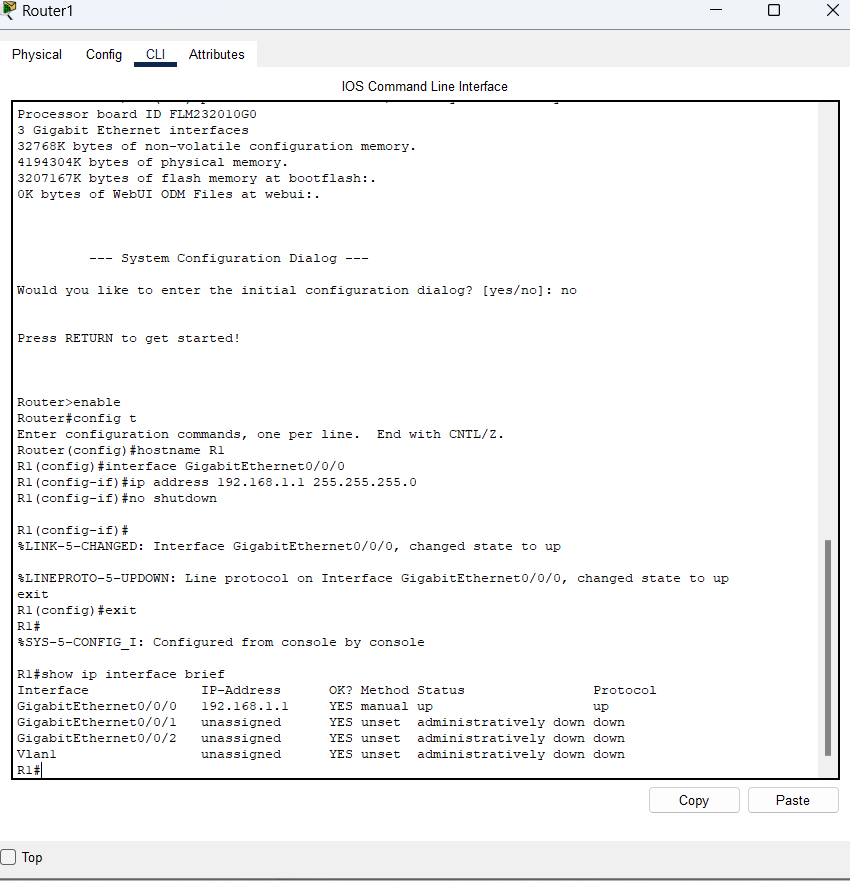 Router1
Physical Config CLI Attributes
IOS Command Line Interface
Processor board ID FLM232010G0
3 Gigabit Ethernet interfaces
32768K bytes of non-volatile configuration memory.
4194304K bytes of physical memory.
3207167K bytes of flash memory at bootflash:.
0K bytes of WebUI ODM Files at webui:.
--- System Configuration Dialog ---
Would you like to enter the initial configuration dialog? [yes/no]: no
Press RETURN to get started!
Router>enable
Router#config t
Enter configuration commands, one per line.  End with CNTL/Z.
Router(config)#hostname R1
R1(config)#interface GigabitEthernet0/0/0
R1(config-if)#ip address 192.168.1.1 255.255.255.0
R1(config-if)#no shutdown
R1(config-if)#
%LINK-5-CHANGED: Interface GigabitEthernet0/0/0, changed state to up
%LINEPROTO-5-UPDOWN: Line protocol on Interface GigabitEthernet0/0/0, changed state to up
exit
R1(config)#exit
R1#
%SYS-5-CONFIG_I: Configured from console by console
R1#show ip interface brief
Interface              IP-Address      OK? Method Status                Protocol
GigabitEthernet0/0/0   192.168.1.1     YES manual up                    up
GigabitEthernet0/0/1   unassigned      YES unset  administratively down down
GigabitEthernet0/0/2   unassigned      YES unset  administratively down down
Vlan1                  unassigned      YES unset  administratively down down
R1#
Copy Paste
Top